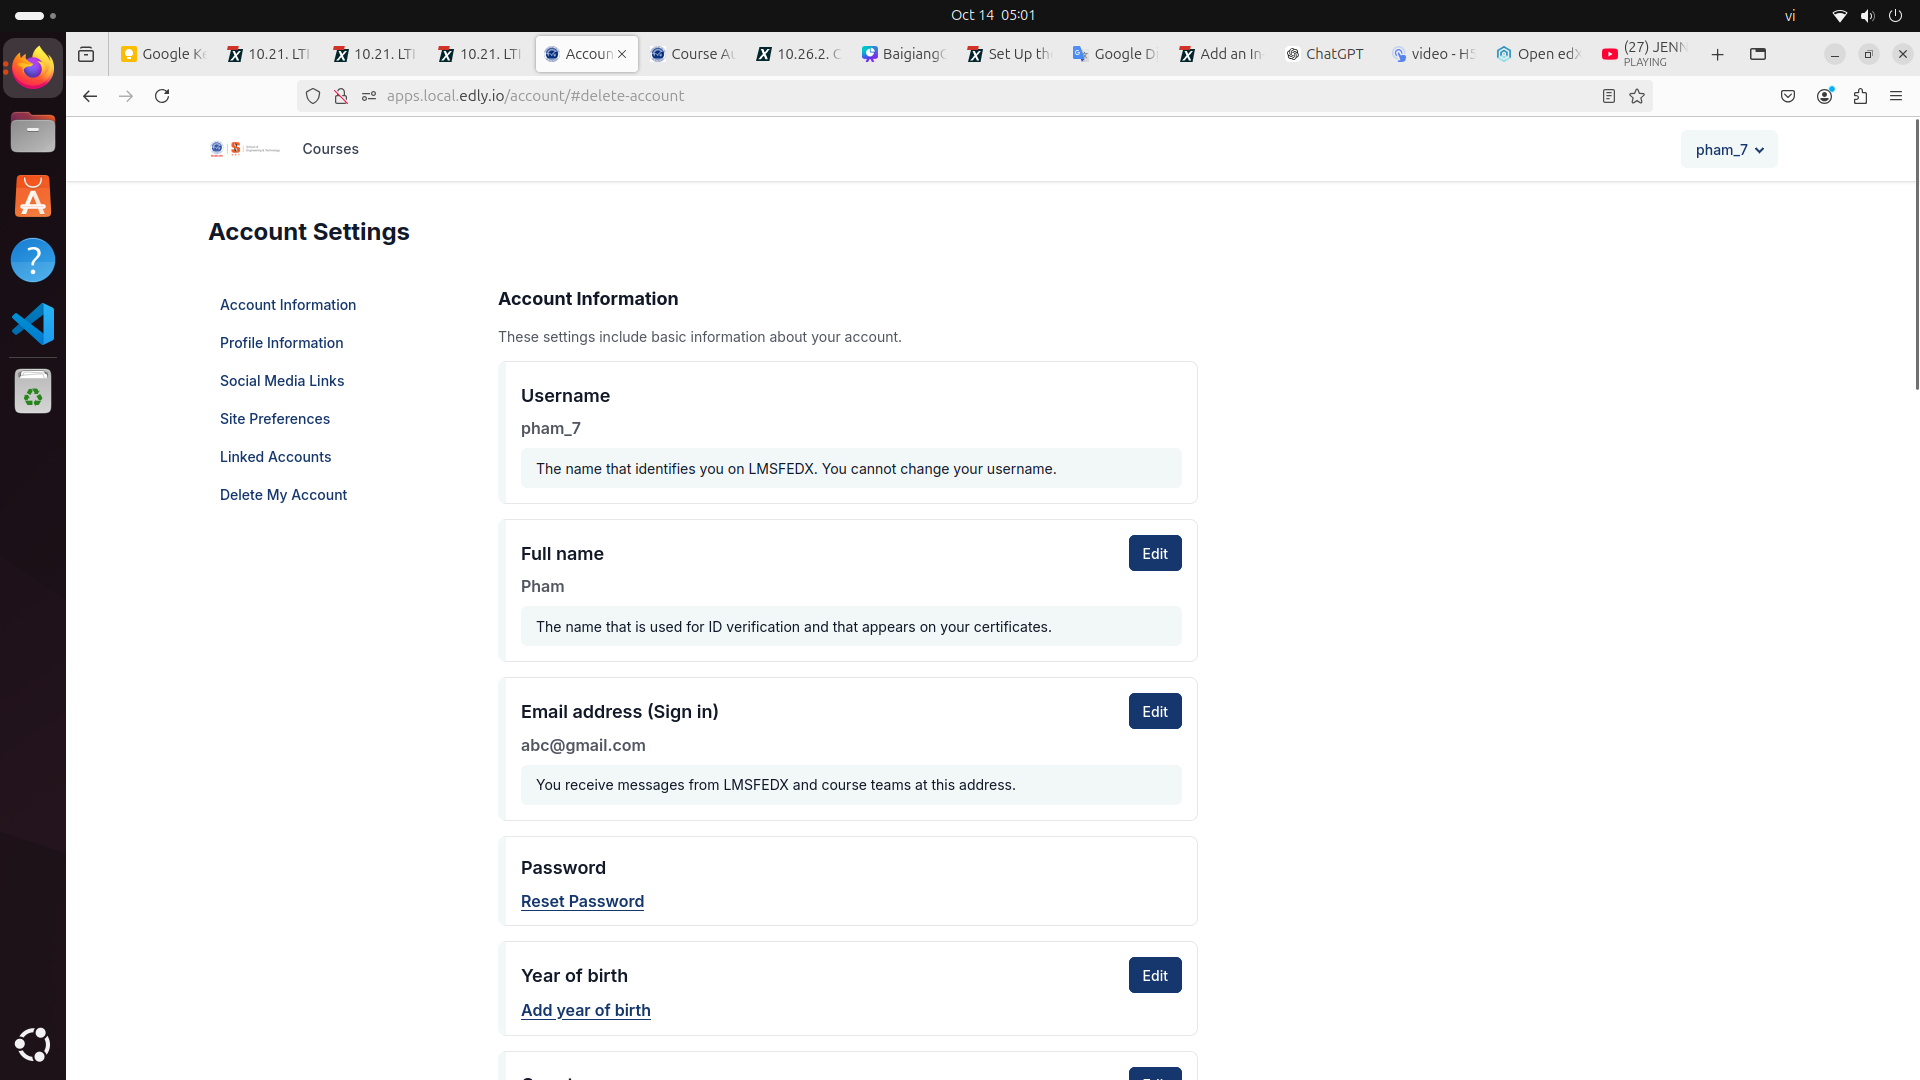 Oct 14 05:01
vi
Google Ke
10.21. LTI
10.21. LTI
10.21. LTI
Accoun
Course Au
10.26.2. C
BaigiangC
Set Up the
Google D
Add an In
ChatGPT
video - H5
Open edX
(27) JENN
PLAYING
apps.local.edly.io/account/#delete-account
Courses
pham_7
Account Settings
Account Information
Profile Information
Social Media Links
Site Preferences
Linked Accounts
Delete My Account
Account Information
These settings include basic information about your account.
Username
pham_7
The name that identifies you on LMSFEDX. You cannot change your username.
Full name
Edit
Pham
The name that is used for ID verification and that appears on your certificates.
Email address (Sign in)
Edit
abc@gmail.com
You receive messages from LMSFEDX and course teams at this address.
Password
Reset Password
Year of birth
Edit
Add year of birth